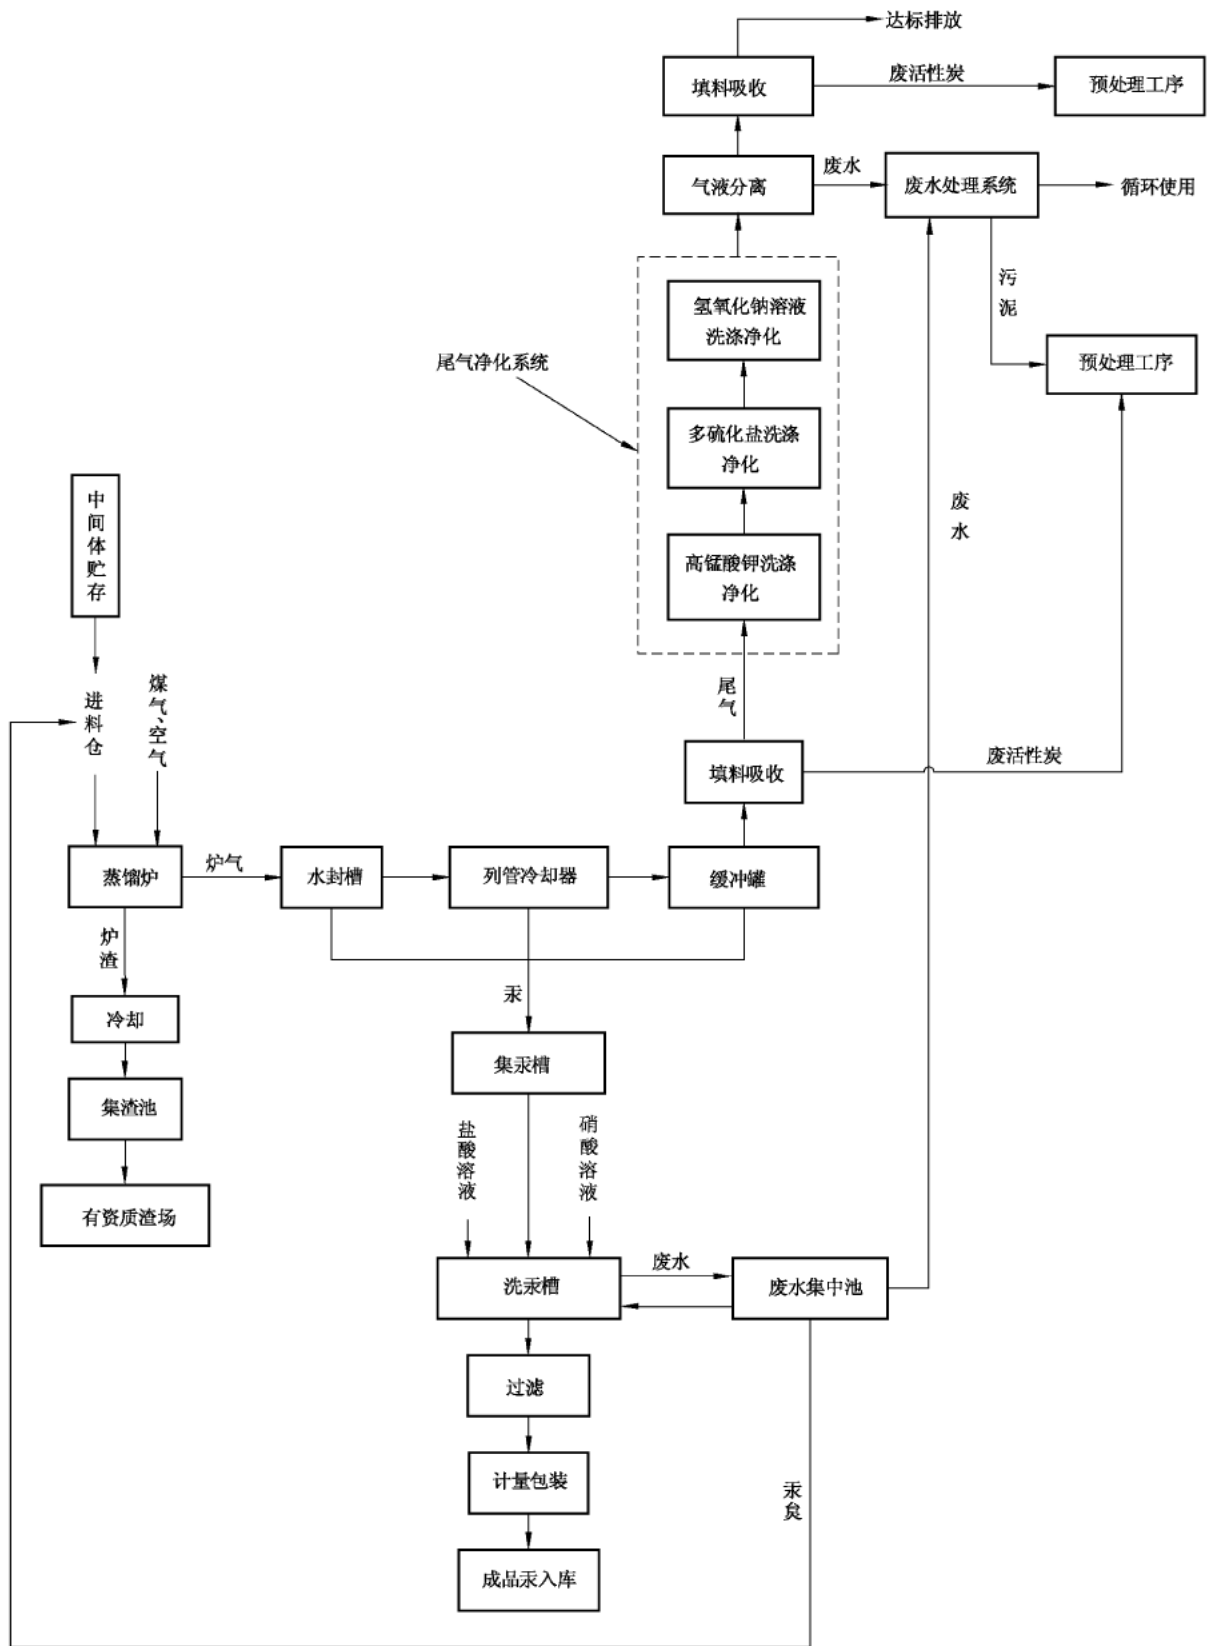 达标排放
填料吸收
废活性炭
预处理工序
气液分离
废水
废水处理系统
循环使用
污泥
氢氧化钠溶液
洗涤净化
预处理工序
尾气净化系统
多硫化盐洗涤
净化
中间体贮存
废水
高锰酸钾洗涤
净化
进料仓
煤气、空气
尾气
填料吸收
废活性炭
蒸馏炉
炉气
水封槽
列管冷却器
缓冲罐
炉渣
汞
冷却
集汞槽
集渣池
盐酸溶液
硝酸溶液
有资质渣场
洗汞槽
废水
废水集中池
过滤
计量包装
汞炱
成品汞入库